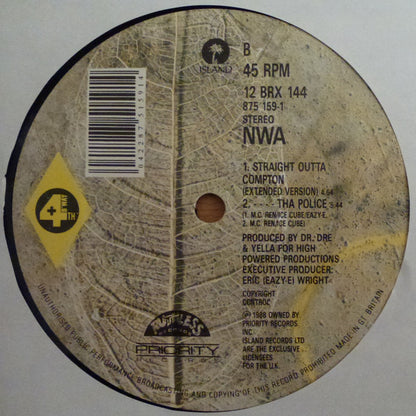 ISLAND
B
45 RPM
12 BRX 144
875 159-1
STEREO
NWA
1. STRAIGHT OUTTA
COMPTON
(EXTENDED VERSION) 4.54
2. - - - - THA POLICE 5.44
(1. M.C. REN/ICE CUBE/EAZY-E.
2. M.C. REN/ICE CUBE)
PRODUCED BY DR. DRE
& YELLA FOR HIGH
POWERED PRODUCTIONS
EXECUTIVE PRODUCER:
ERIC (EAZY-E) WRIGHT
COPYRIGHT
CONTROL
℗ 1988 OWNED BY
PRIORITY RECORDS
INC.
ISLAND RECORDS LTD
ARE THE EXCLUSIVE
LICENSEES
FOR THE U.K.
4TH
+
B'WAY
RUTHLESS
RECORDS
PRIORITY
RECORDS
UNAUTHORISED PUBLIC PERFORMANCE BROADCASTING AND COPYING OF THIS RECORD PROHIBITED MADE IN GT. BRITAIN